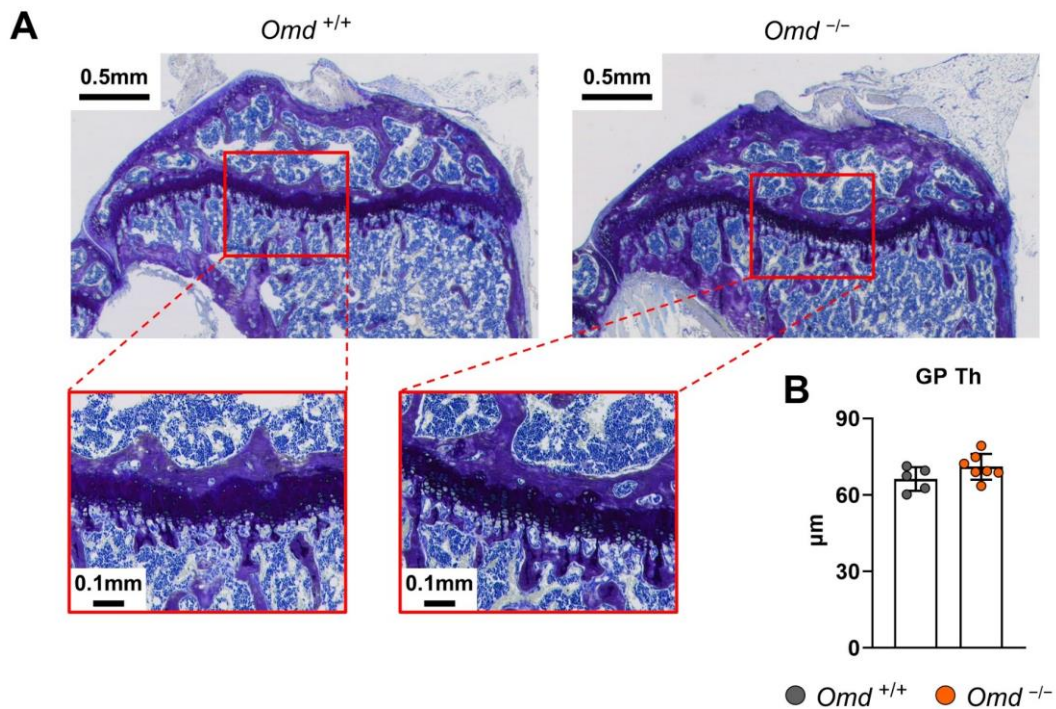 A
Omd +/+
Omd −/−
0.5mm
0.5mm
0.1mm
0.1mm
B
GP Th
90
60
30
0
µm
Omd +/+
Omd −/−